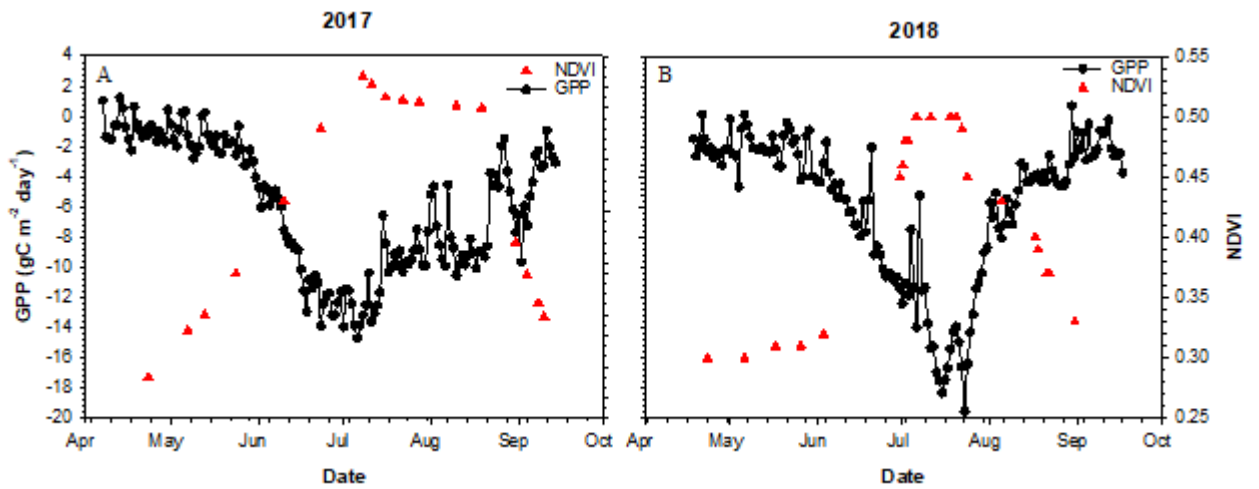 2017
2018
A
NDVI
GPP
B
GPP
NDVI
4
2
0
-2
-4
-6
-8
-10
-12
-14
-16
-18
-20
GPP (gC m⁻² day⁻¹)
0.55
0.50
0.45
0.40
0.35
0.30
0.25
NDVI
Apr May Jun Jul Aug Sep Oct
Apr May Jun Jul Aug Sep Oct
Date
Date